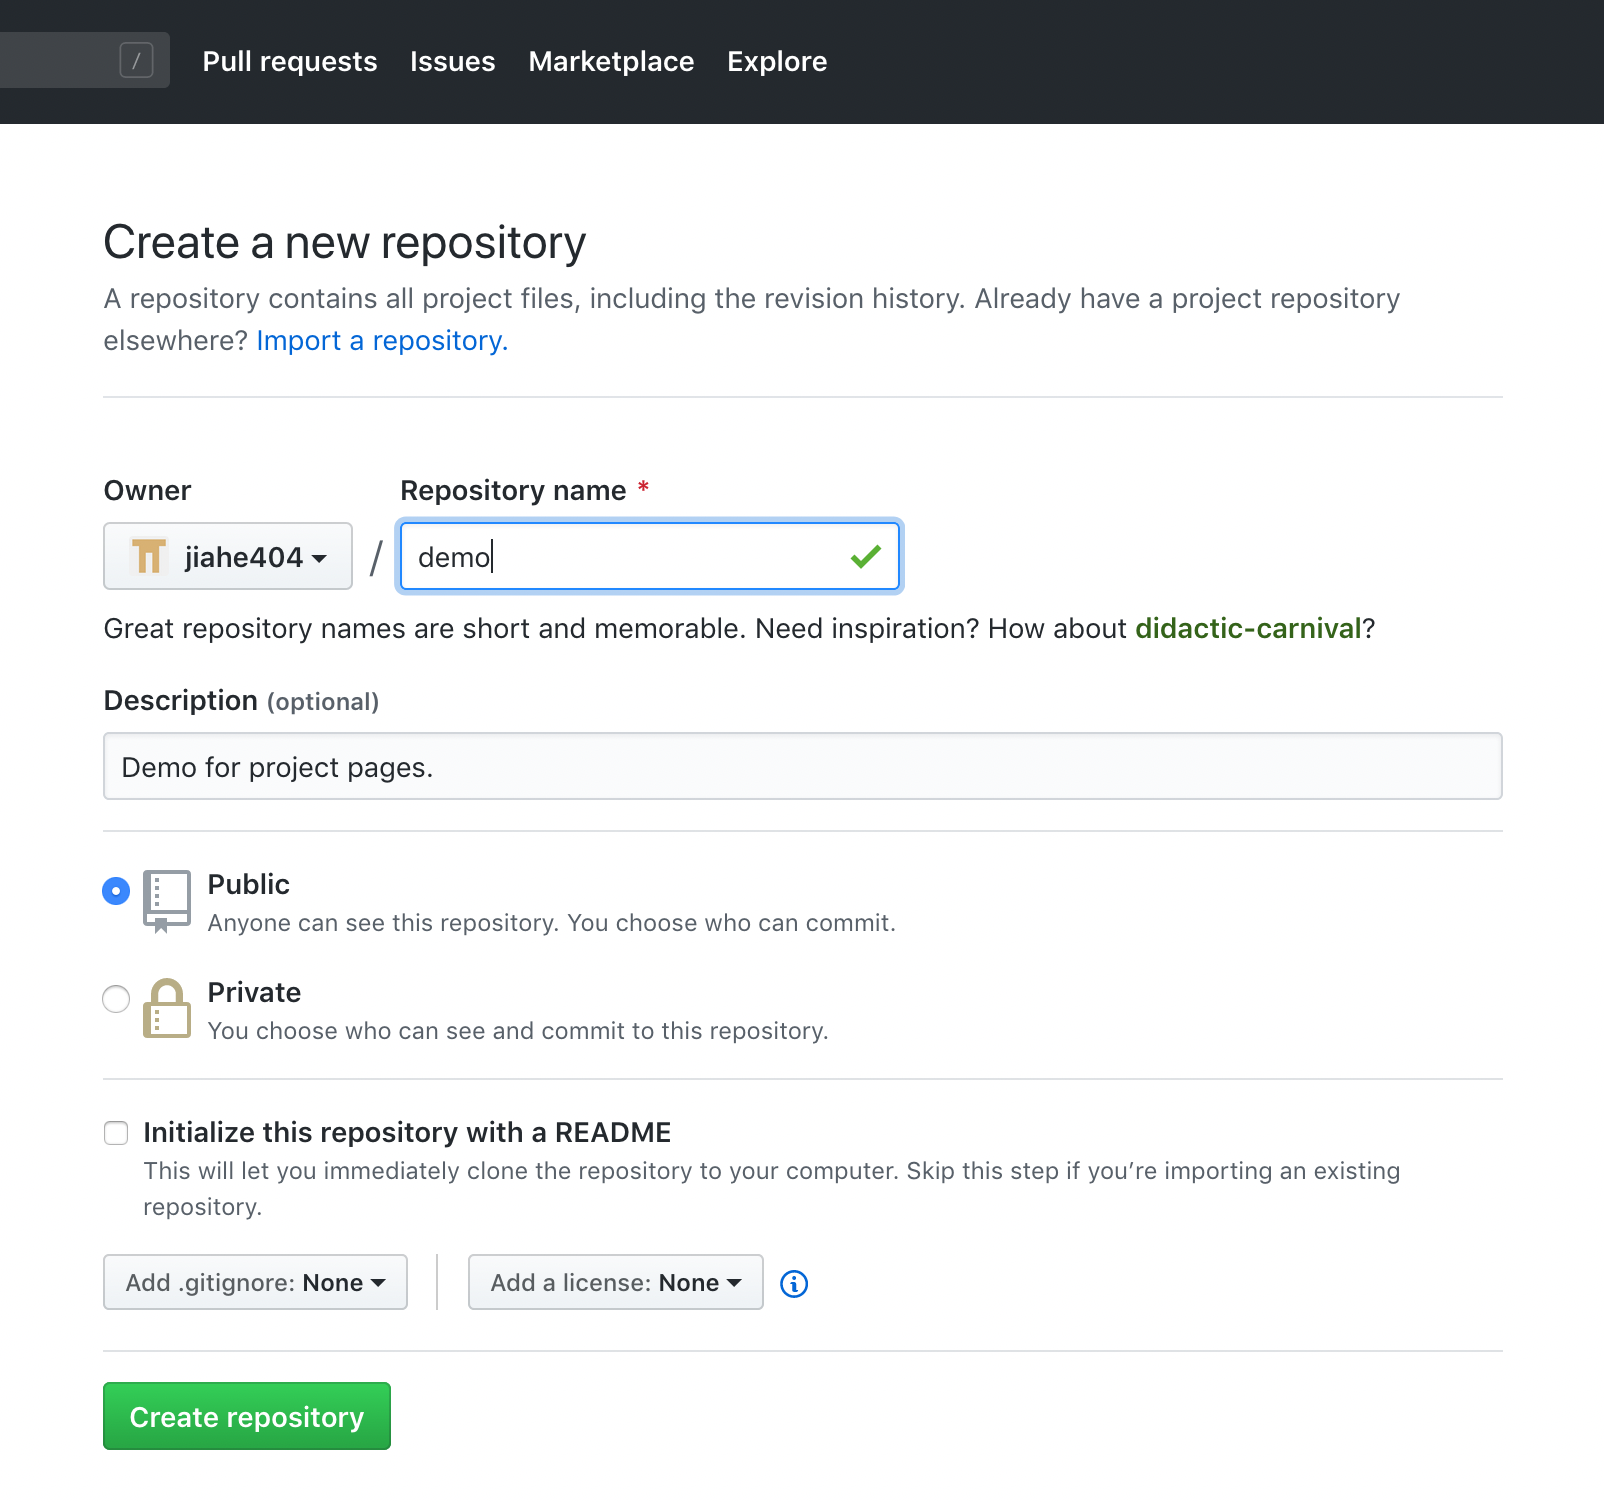 / Pull requests Issues Marketplace Explore
Create a new repository
A repository contains all project files, including the revision history. Already have a project repository
elsewhere? Import a repository.
Owner Repository name *
jiahe404 / demo
Great repository names are short and memorable. Need inspiration? How about didactic-carnival?
Description (optional)
Demo for project pages.
Public
Anyone can see this repository. You choose who can commit.
Private
You choose who can see and commit to this repository.
Initialize this repository with a README
This will let you immediately clone the repository to your computer. Skip this step if you’re importing an existing
repository.
Add .gitignore: None Add a license: None
Create repository